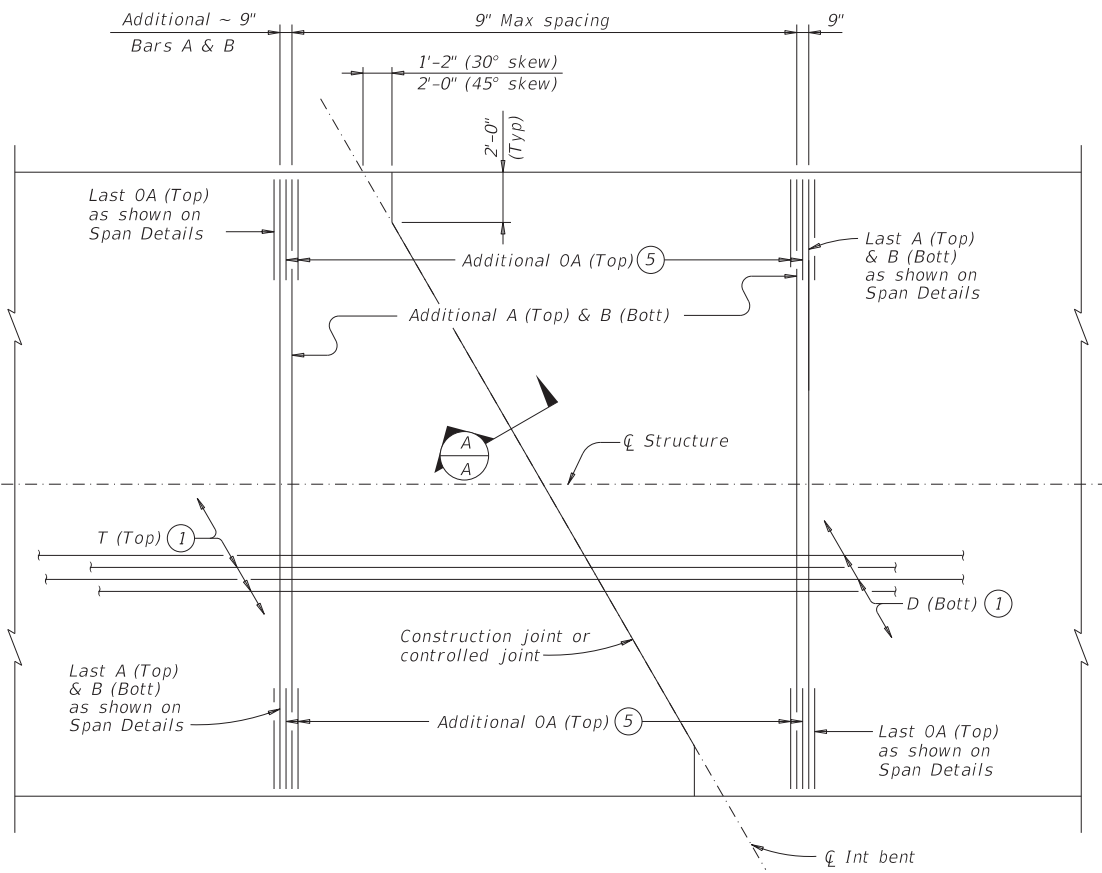 Additional ~ 9"
Bars A & B
9" Max spacing
9"
1'-2" (30° skew)
2'-0" (45° skew)
2'-0"
(Typ)
Last OA (Top)
as shown on
Span Details
Additional OA (Top) 5
Last A (Top)
& B (Bott)
as shown on
Span Details
Additional A (Top) & B (Bott)
A
A
℄ Structure
T (Top) 1
D (Bott) 1
Construction joint or
controlled joint
Last A (Top)
& B (Bott)
as shown on
Span Details
Additional OA (Top) 5
Last OA (Top)
as shown on
Span Details
℄ Int bent